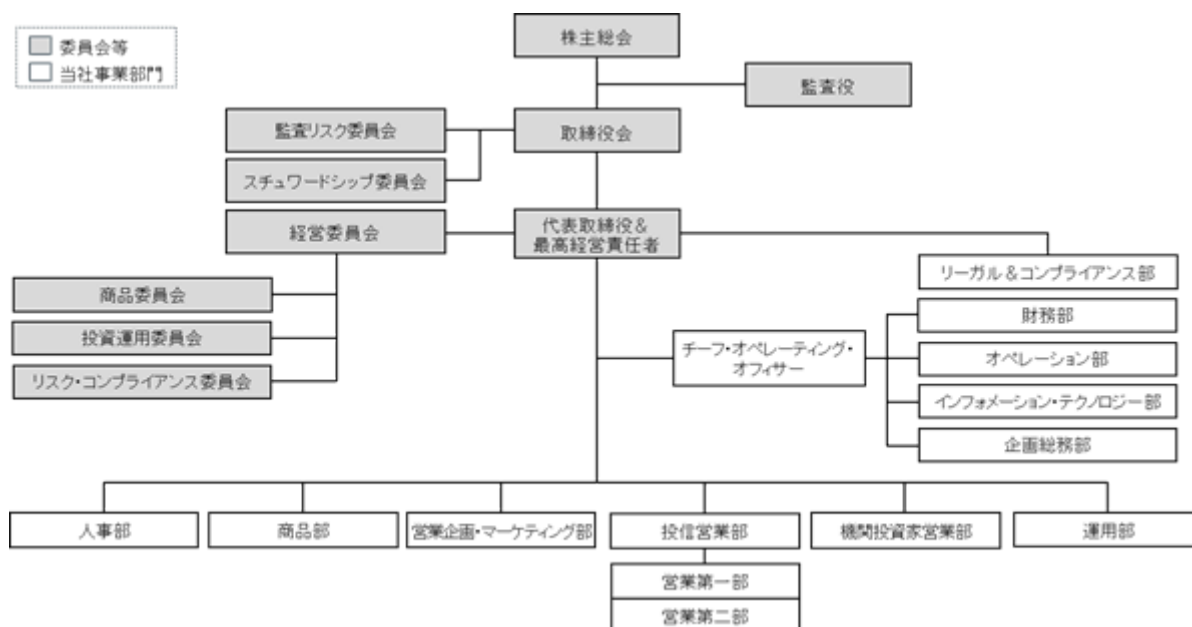 委員会等
当社事業部門
株主総会
監査役
監査リスク委員会
取締役会
スチュワードシップ委員会
経営委員会
代表取締役＆
最高経営責任者
リーガル＆コンプライアンス部
商品委員会
財務部
投資運用委員会
チーフ・オペレーティング・
オフィサー
オペレーション部
リスク・コンプライアンス委員会
インフォメーション・テクノロジー部
企画総務部
人事部
商品部
営業企画・マーケティング部
投信営業部
機関投資家営業部
運用部
営業第一部
営業第二部